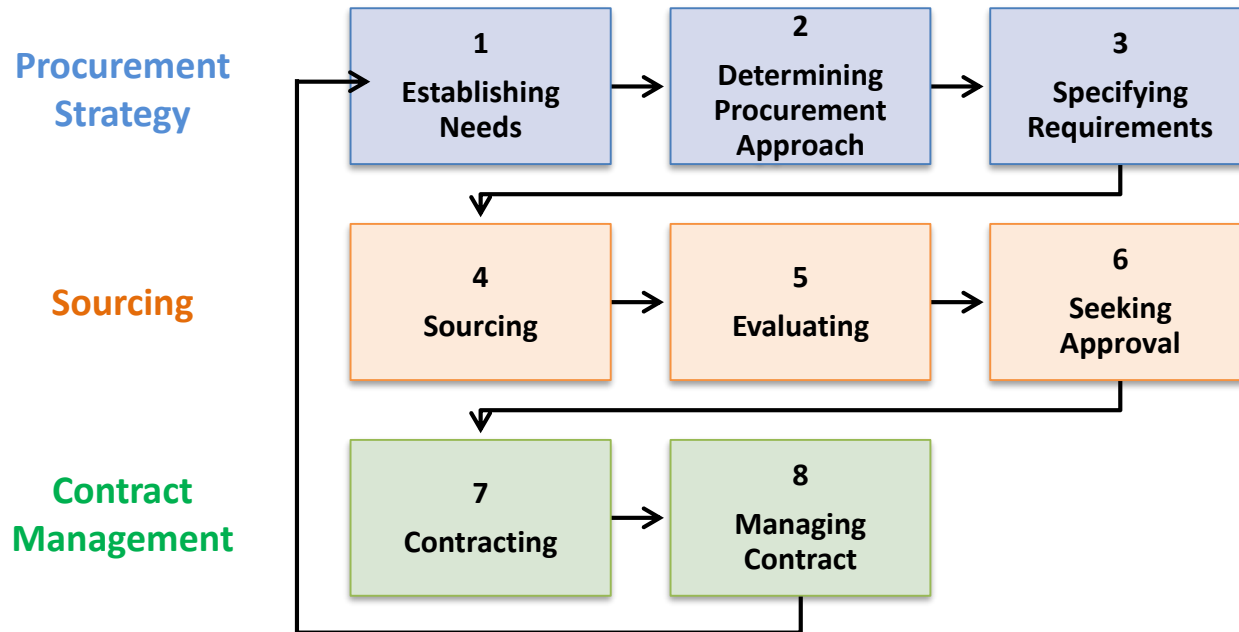 Procurement
Strategy
1
Establishing
Needs
2
Determining
Procurement
Approach
3
Specifying
Requirements
Sourcing
4
Sourcing
5
Evaluating
6
Seeking
Approval
Contract
Management
7
Contracting
8
Managing
Contract